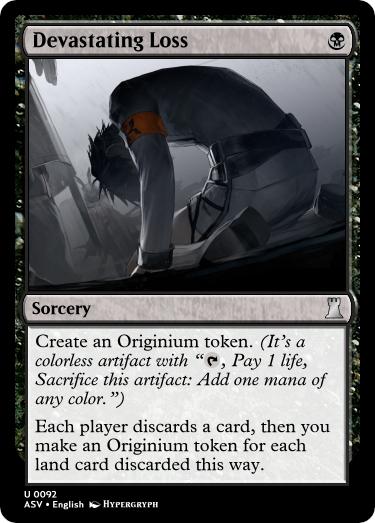 Devastating Loss
Sorcery
Create an Originium token. (It's a
colorless artifact with “, Pay 1 life,
Sacrifice this artifact: Add one mana of
any color.”)
Each player discards a card, then you
make an Originium token for each
land card discarded this way.
U 0092
ASV • English HYPERGRYPH